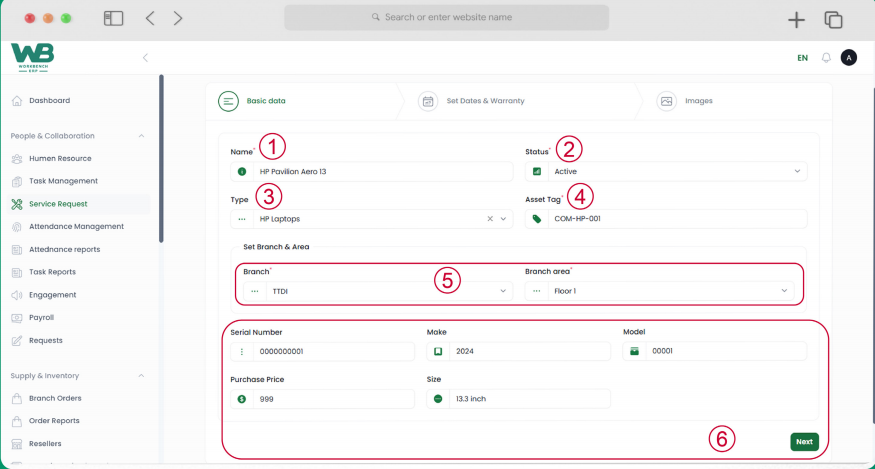 Search or enter website name
WB
WORKBENCH
ERP
EN
A
Dashboard
People & Collaboration
Human Resource
Task Management
Service Request
Attendance Management
Attednance reports
Task Reports
Engagement
Payroll
Requests
Supply & Inventory
Branch Orders
Order Reports
Resellers
Basic data
Set Dates & Warranty
Images
Name* 1
HP Pavilion Aero 13
Status* 2
Active
Type 3
HP Laptops
Asset Tag* 4
COM-HP-001
Set Branch & Area
Branch*
TTDI
5
Branch area*
Floor 1
Serial Number
0000000001
Make
2024
Model
00001
Purchase Price
999
Size
13.3 inch
6
Next